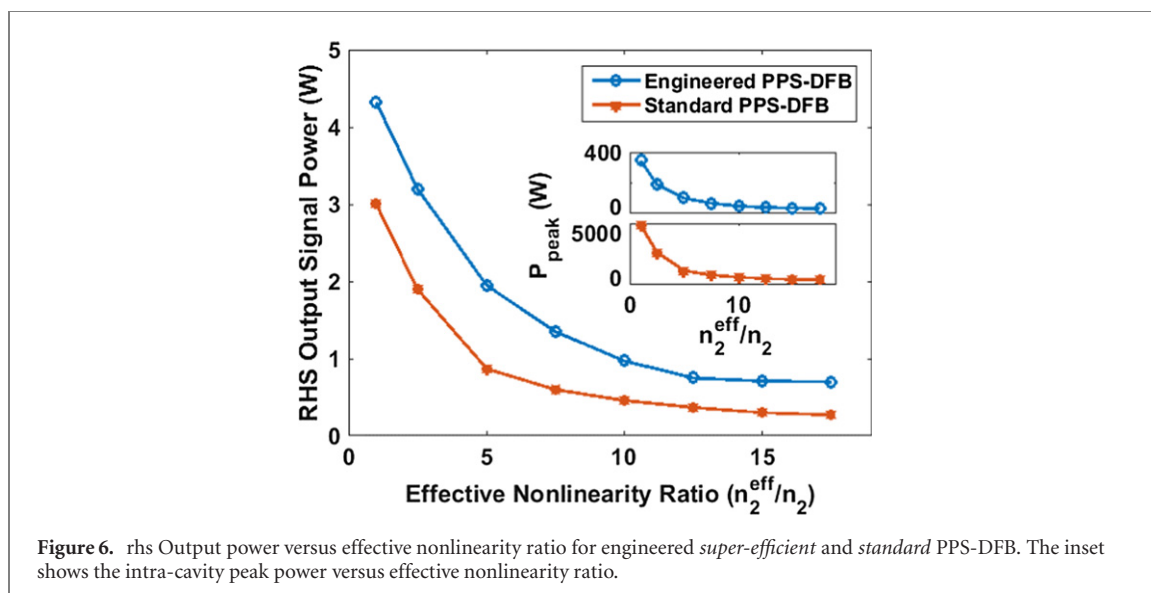 5
4
3
2
1
0
RHS Output Signal Power (W)
Engineered PPS-DFB
Standard PPS-DFB
400
0
5000
0
P_peak (W)
0 10
n_2^eff/n_2
0 5 10 15
Effective Nonlinearity Ratio (n_2^eff/n_2)
Figure 6. rhs Output power versus effective nonlinearity ratio for engineered super-efficient and standard PPS-DFB. The inset
shows the intra-cavity peak power versus effective nonlinearity ratio.